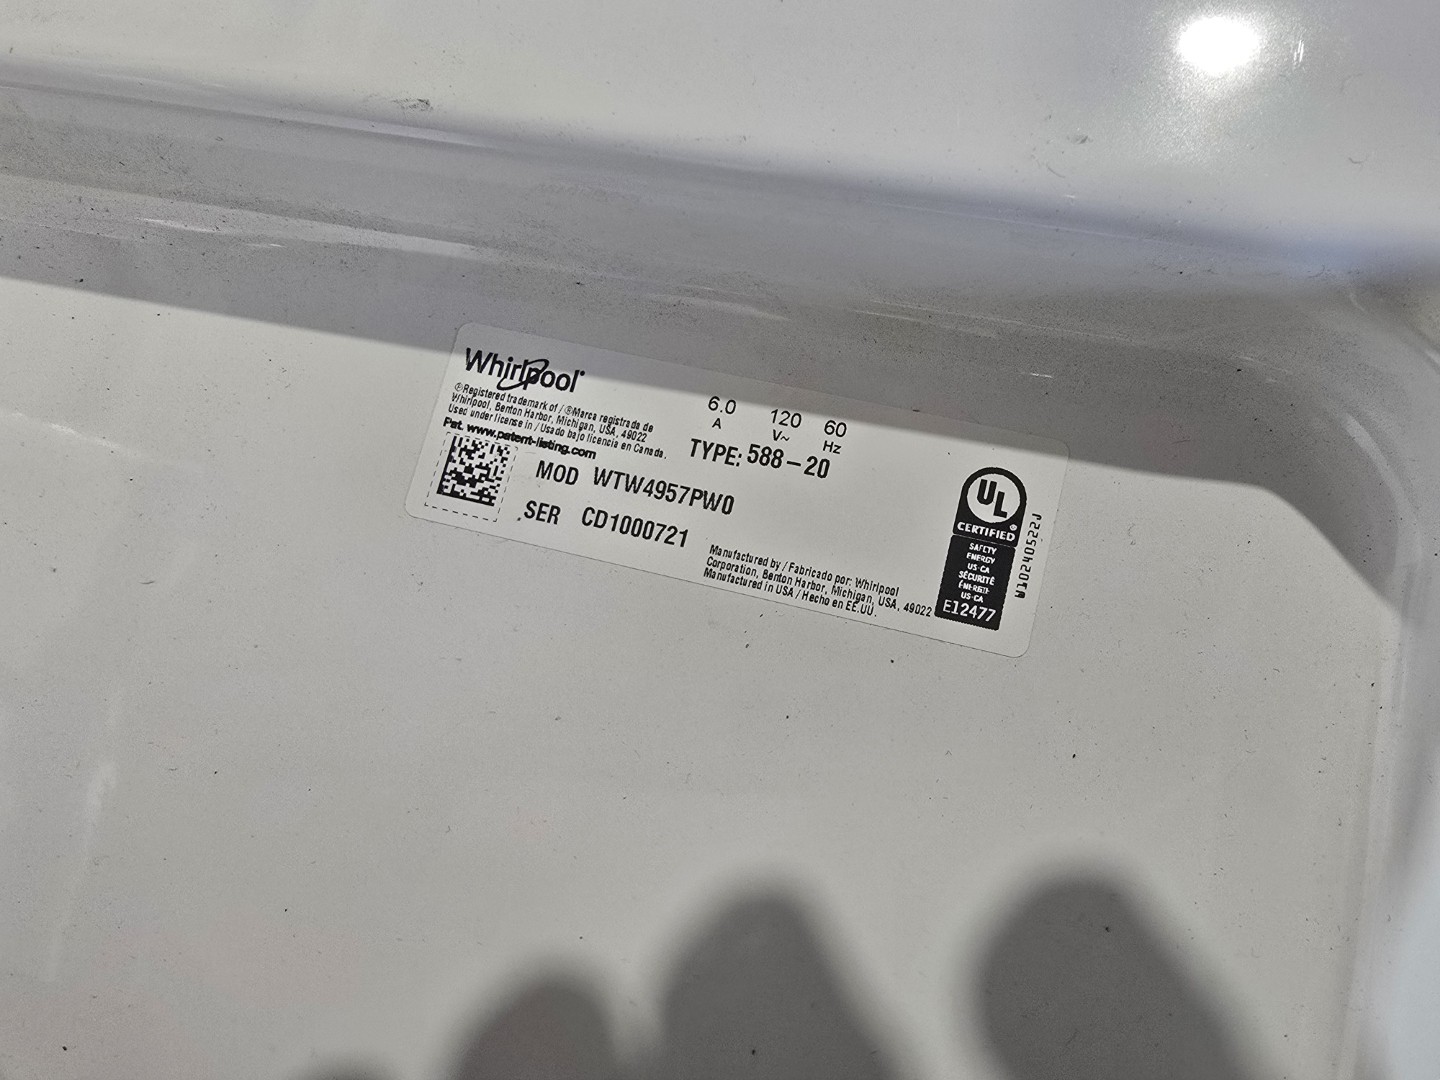 Whirlpool®
®Registered trademark of / ®Marca registrada de
Whirlpool, Benton Harbor, Michigan, USA, 49022
Used under license in / Usado bajo licencia en Canada.
Pat. www.patent-listing.com
6.0 120 60
A V~ Hz
TYPE: 588-20
MOD WTW4957PW0
SER CD1000721
Manufactured by / Fabricado por: Whirlpool
Corporation, Benton Harbor, Michigan, USA, 49022
Manufactured in USA / Hecho en EE.UU.
UL
CERTIFIED®
SAFETY
ENERGY
US-CA
SÉCURITÉ
ÉNERGIE
US-CA
E12477
W10240522J